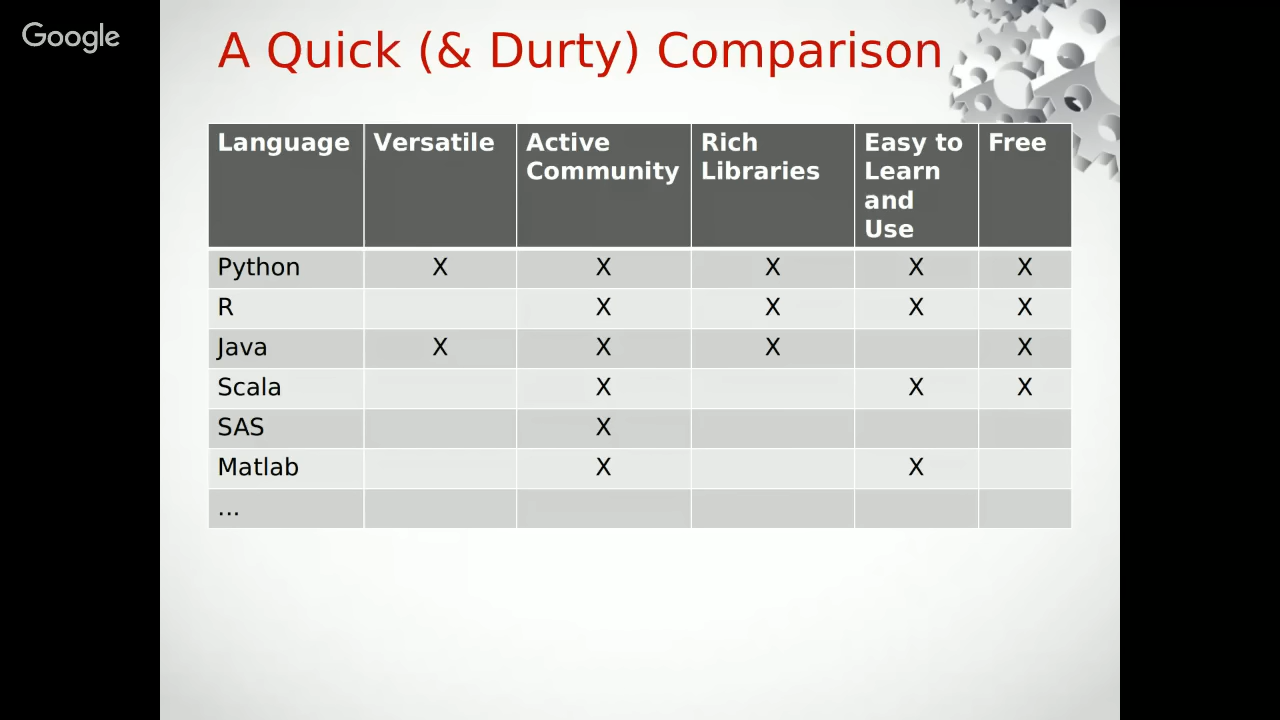 Google
A Quick (& Durty) Comparison
Language Versatile Active Community Rich Libraries Easy to Learn and Use Free
Python X X X X X
R X X X X
Java X X X X
Scala X X X
SAS X
Matlab X X
...